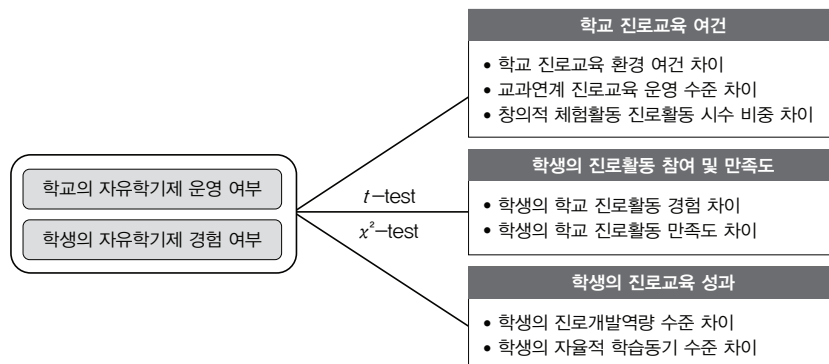 학교 진로교육 여건
• 학교 진로교육 환경 여건 차이
• 교과연계 진로교육 운영 수준 차이
• 창의적 체험활동 진로활동 시수 비중 차이
학교의 자유학기제 운영 여부
학생의 자유학기제 경험 여부
t-test
x²-test
학생의 진로활동 참여 및 만족도
• 학생의 학교 진로활동 경험 차이
• 학생의 학교 진로활동 만족도 차이
학생의 진로교육 성과
• 학생의 진로개발역량 수준 차이
• 학생의 자율적 학습동기 수준 차이